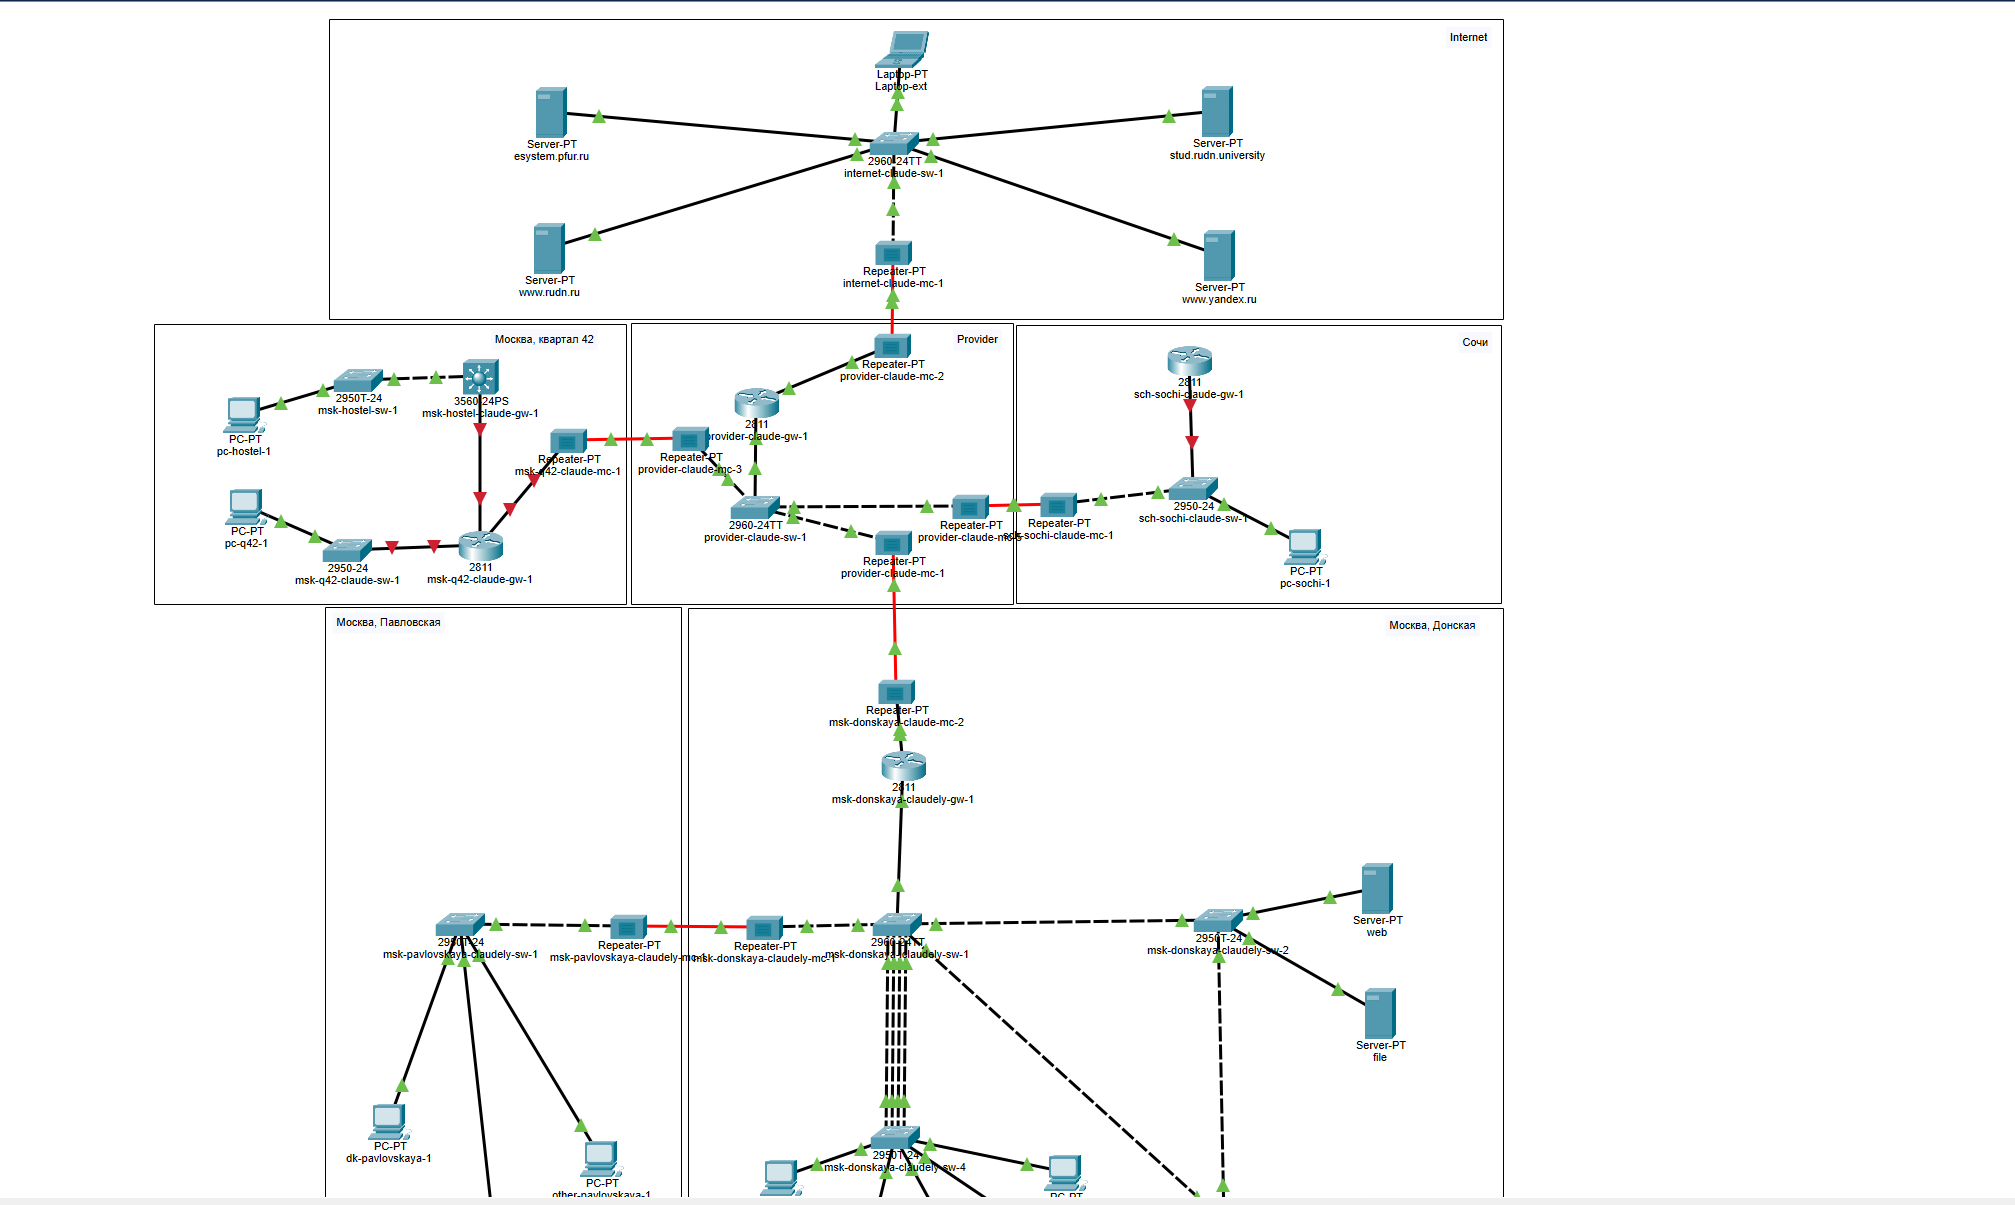 Internet
Laptop-PT
Laptop-ext
Server-PT
esystem.pfur.ru
Server-PT
stud.rudn.university
2960-24TT
internet-claude-sw-1
Server-PT
www.rudn.ru
Repeater-PT
internet-claude-mc-1
Server-PT
www.yandex.ru
Москва, квартал 42
2950T-24
msk-hostel-sw-1
3560-24PS
msk-hostel-claude-gw-1
PC-PT
pc-hostel-1
Repeater-PT
msk-q42-claude-mc-1
PC-PT
pc-q42-1
2950-24
msk-q42-claude-sw-1
2811
msk-q42-claude-gw-1
Provider
Repeater-PT
provider-claude-mc-2
2811
provider-claude-gw-1
Repeater-PT
provider-claude-mc-3
2960-24TT
provider-claude-sw-1
Repeater-PT
Repeater-PT
provider-claude-mc-1
Сочи
2811
sch-sochi-claude-gw-1
Repeater-PT
sch-sochi-claude-mc-1
2950-24
sch-sochi-claude-sw-1
PC-PT
pc-sochi-1
Москва, Павловская
2950T-24
msk-pavlovskaya-claudely-sw-1
Repeater-PT
msk-pavlovskaya-claudely-mc-1
PC-PT
dk-pavlovskaya-1
PC-PT
other-pavlovskaya-1
Москва, Донская
Repeater-PT
msk-donskaya-claude-mc-2
2811
msk-donskaya-claudely-gw-1
Repeater-PT
msk-donskaya-claudely-mc-1
2960-24TT
msk-donskaya-claudely-sw-1
2950T-24
msk-donskaya-claudely-sw-2
Server-PT
web
Server-PT
file
2950T-24
msk-donskaya-claudely-sw-4
PC-PT